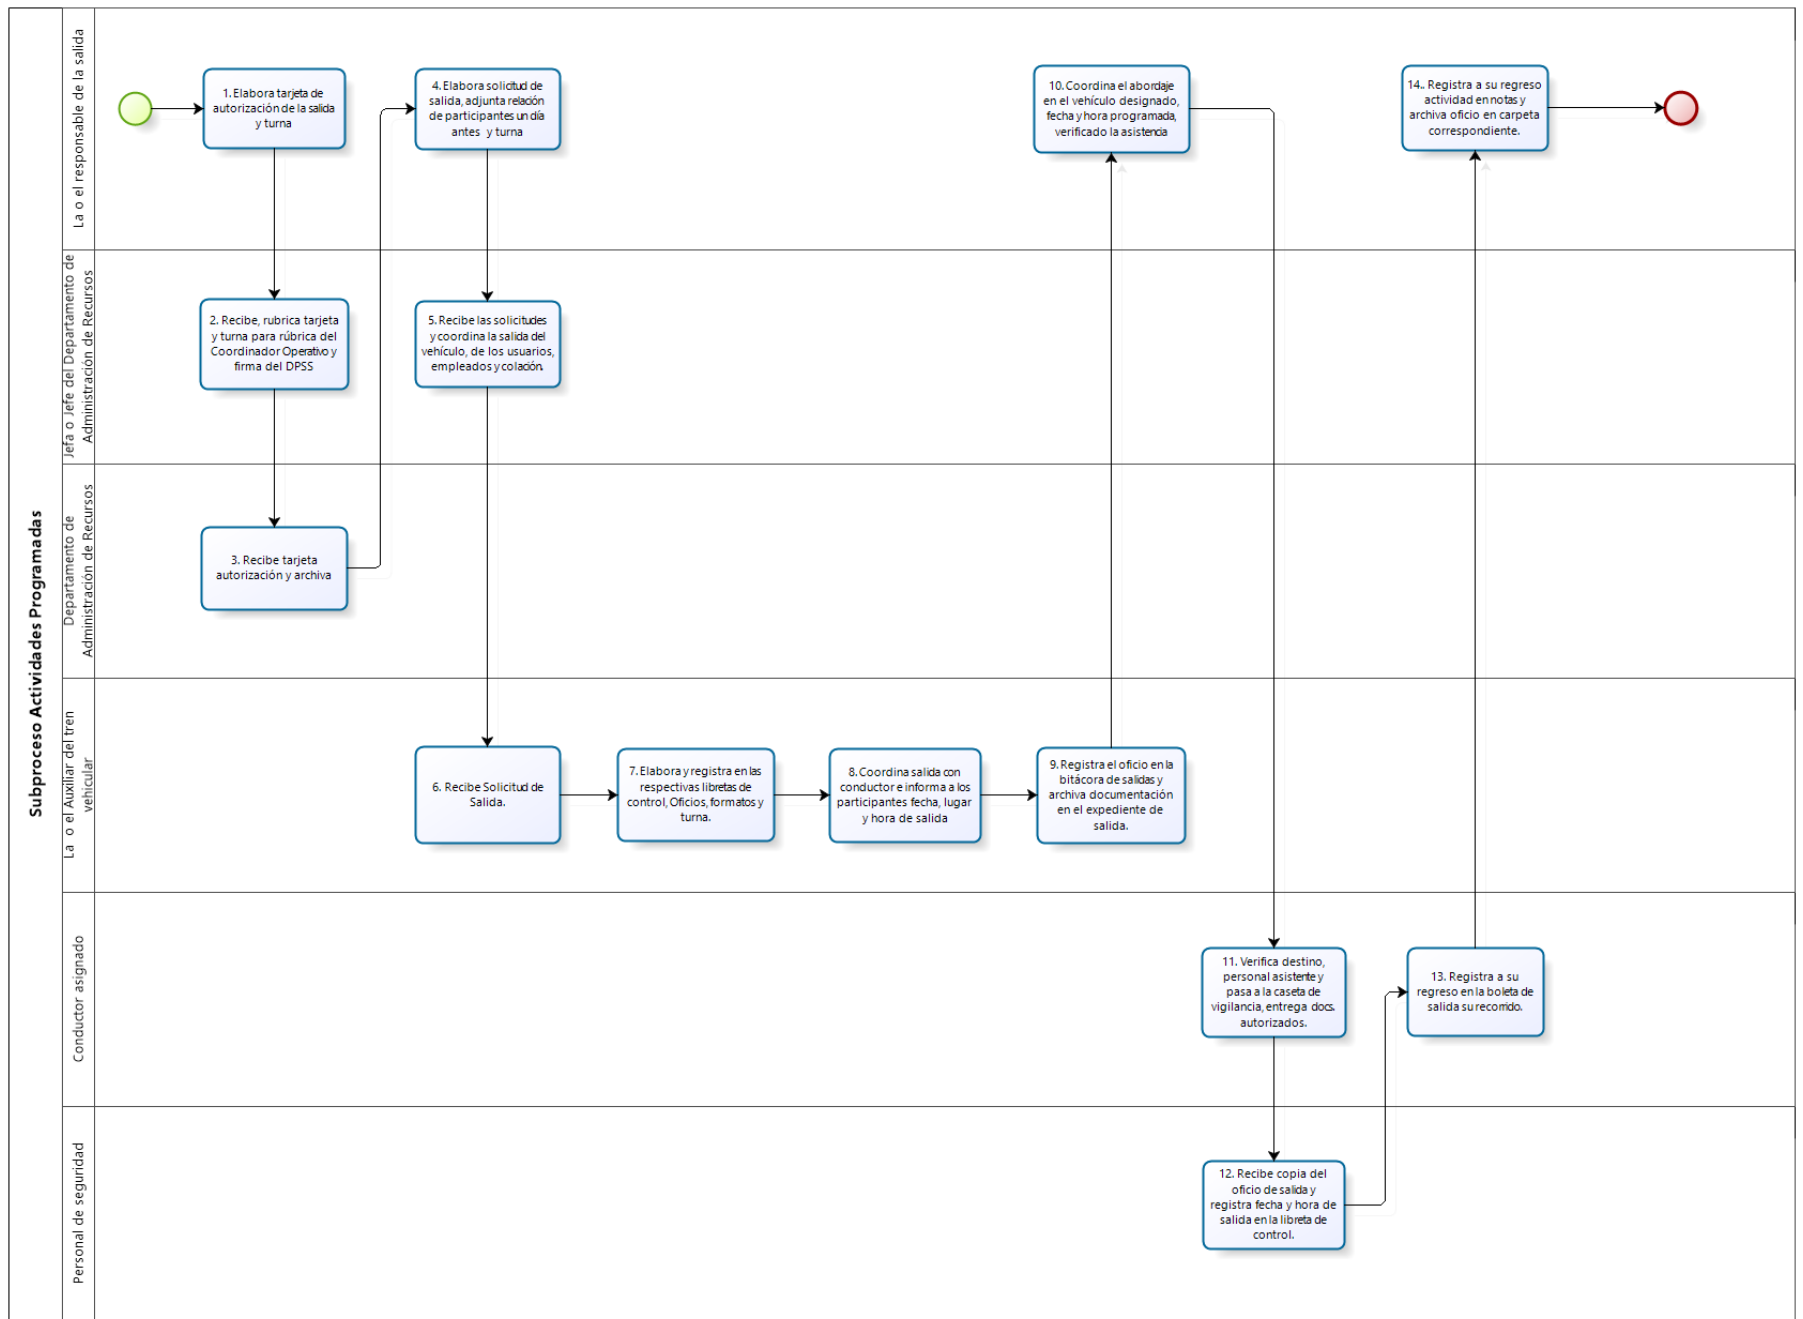 Subproceso Actividades Programadas
La o el responsable de la salida
1. Elabora tarjeta de
autorización de la salida
y turna
4. Elabora solicitud de
salida, adjunta relación
de participantes un día
antes y turna
10. Coordina el abordaje
en el vehículo designado,
fecha y hora programada,
verificado la asistencia
14.. Registra a su regreso
actividad en notas y
archiva oficio en carpeta
correspondiente.
Jefa o Jefe del Departamento de
Administración de Recursos
2. Recibe, rubrica tarjeta
y turna para rúbrica del
Coordinador Operativo y
firma del DPSS
5. Recibe las solicitudes
y coordina la salida del
vehículo, de los usuarios,
empleados y colación.
Departamento de
Administración de Recursos
3. Recibe tarjeta
autorización y archiva
La o el Auxiliar del tren
vehicular
6. Recibe Solicitud de
Salida.
7. Elabora y registra en las
respectivas libretas de
control, Oficios, formatos y
turna.
8. Coordina salida con
conductor e informa a los
participantes fecha, lugar
y hora de salida
9. Registra el oficio en la
bitácora de salidas y
archiva documentación
en el expediente de
salida.
Conductor asignado
11. Verifica destino,
personal asistente y
pasa a la caseta de
vigilancia, entrega docs.
autorizados.
13. Registra a su
regreso en la boleta de
salida su recorrido.
Personal de seguridad
12. Recibe copia del
oficio de salida y
registra fecha y hora de
salida en la libreta de
control.